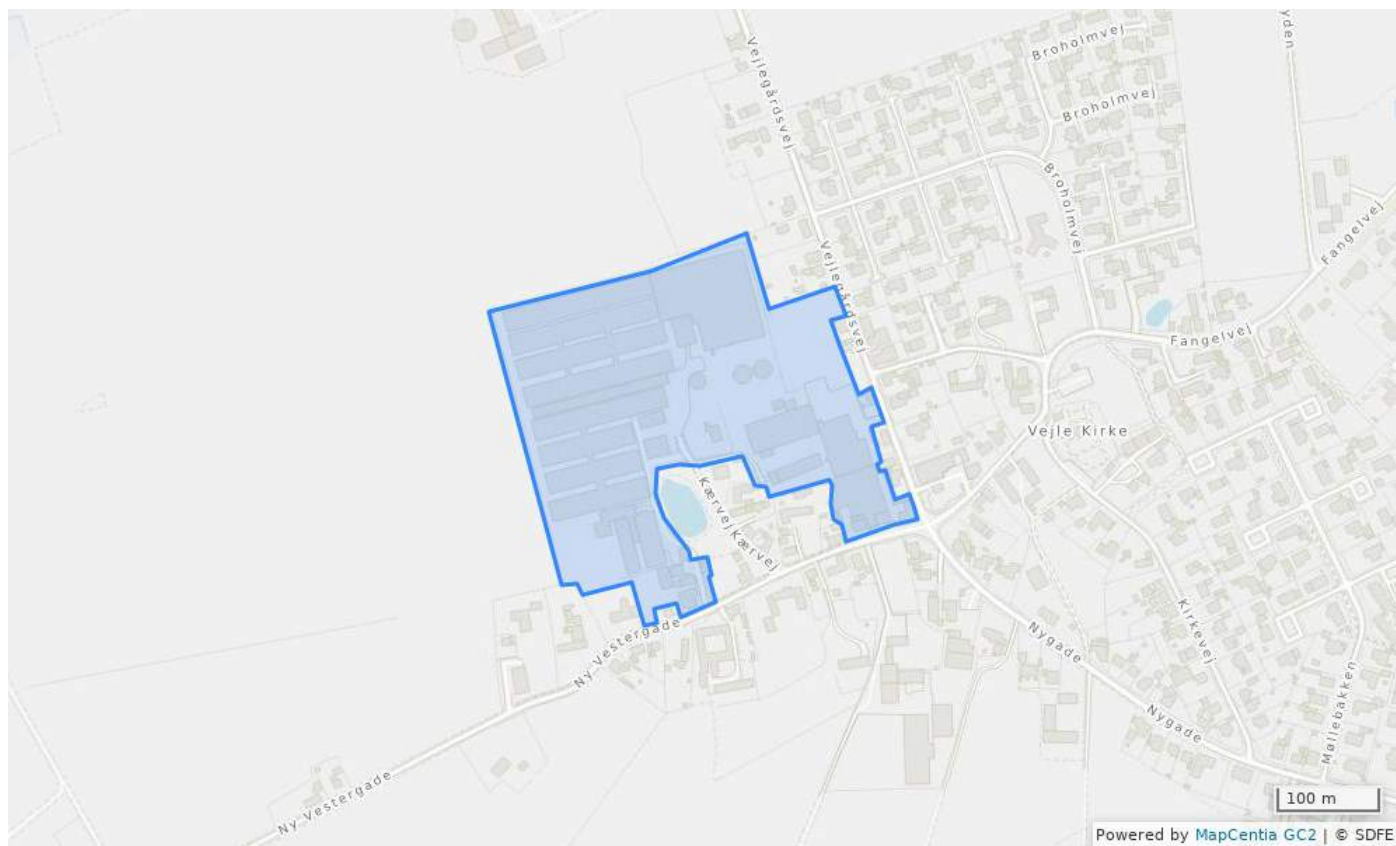 Vejlegårdsvej
Broholmvej
yden
Broholmvej
Broholmvej
Fangelvej
Vejlegårdsvej
Fangelvej
Vejle Kirke
Kærvej
Kærvej
Kirkevej
Nygade
Ny Vestergade
Møllebakken
Nygade
Ny Vestergade
100 m
Powered by MapCentia GC2 | © SDFE